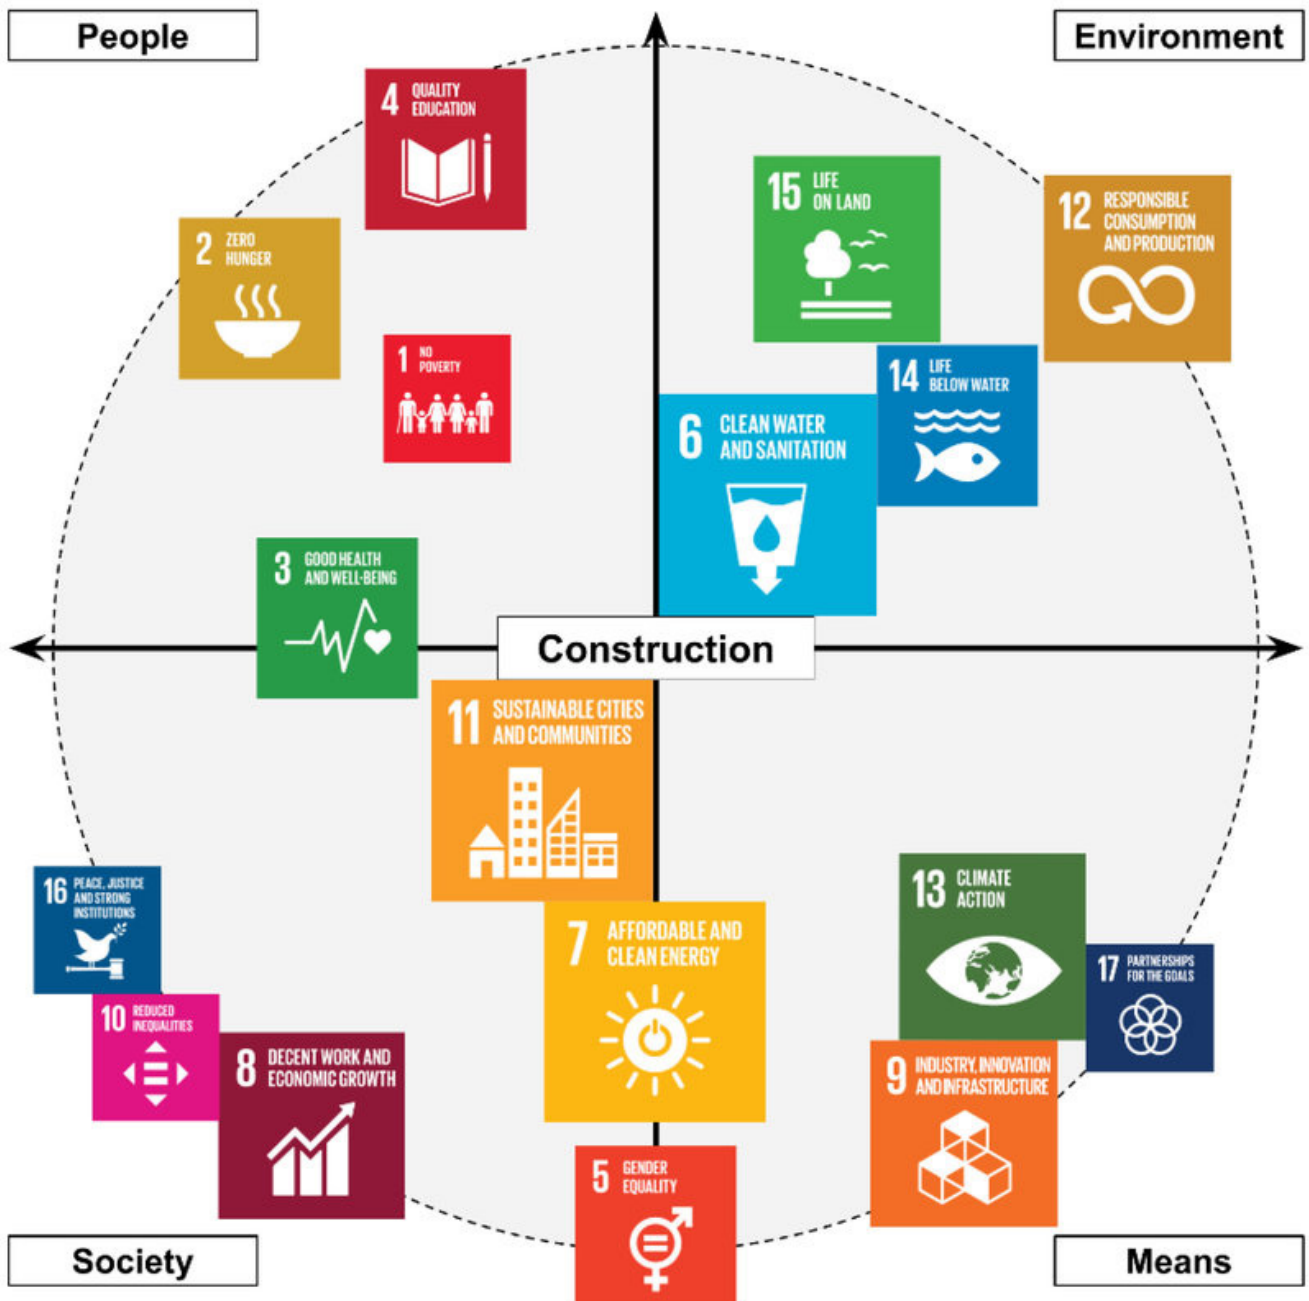 People
Environment
4 QUALITY
EDUCATION
15 LIFE
ON LAND
12 RESPONSIBLE
CONSUMPTION
AND PRODUCTION
2 ZERO
HUNGER
1 NO
POVERTY
14 LIFE
BELOW WATER
6 CLEAN WATER
AND SANITATION
3 GOOD HEALTH
AND WELL-BEING
Construction
11 SUSTAINABLE CITIES
AND COMMUNITIES
16 PEACE, JUSTICE
AND STRONG
INSTITUTIONS
7 AFFORDABLE AND
CLEAN ENERGY
13 CLIMATE
ACTION
17 PARTNERSHIPS
FOR THE GOALS
10 REDUCED
INEQUALITIES
8 DECENT WORK AND
ECONOMIC GROWTH
9 INDUSTRY, INNOVATION
AND INFRASTRUCTURE
5 GENDER
EQUALITY
Society
Means